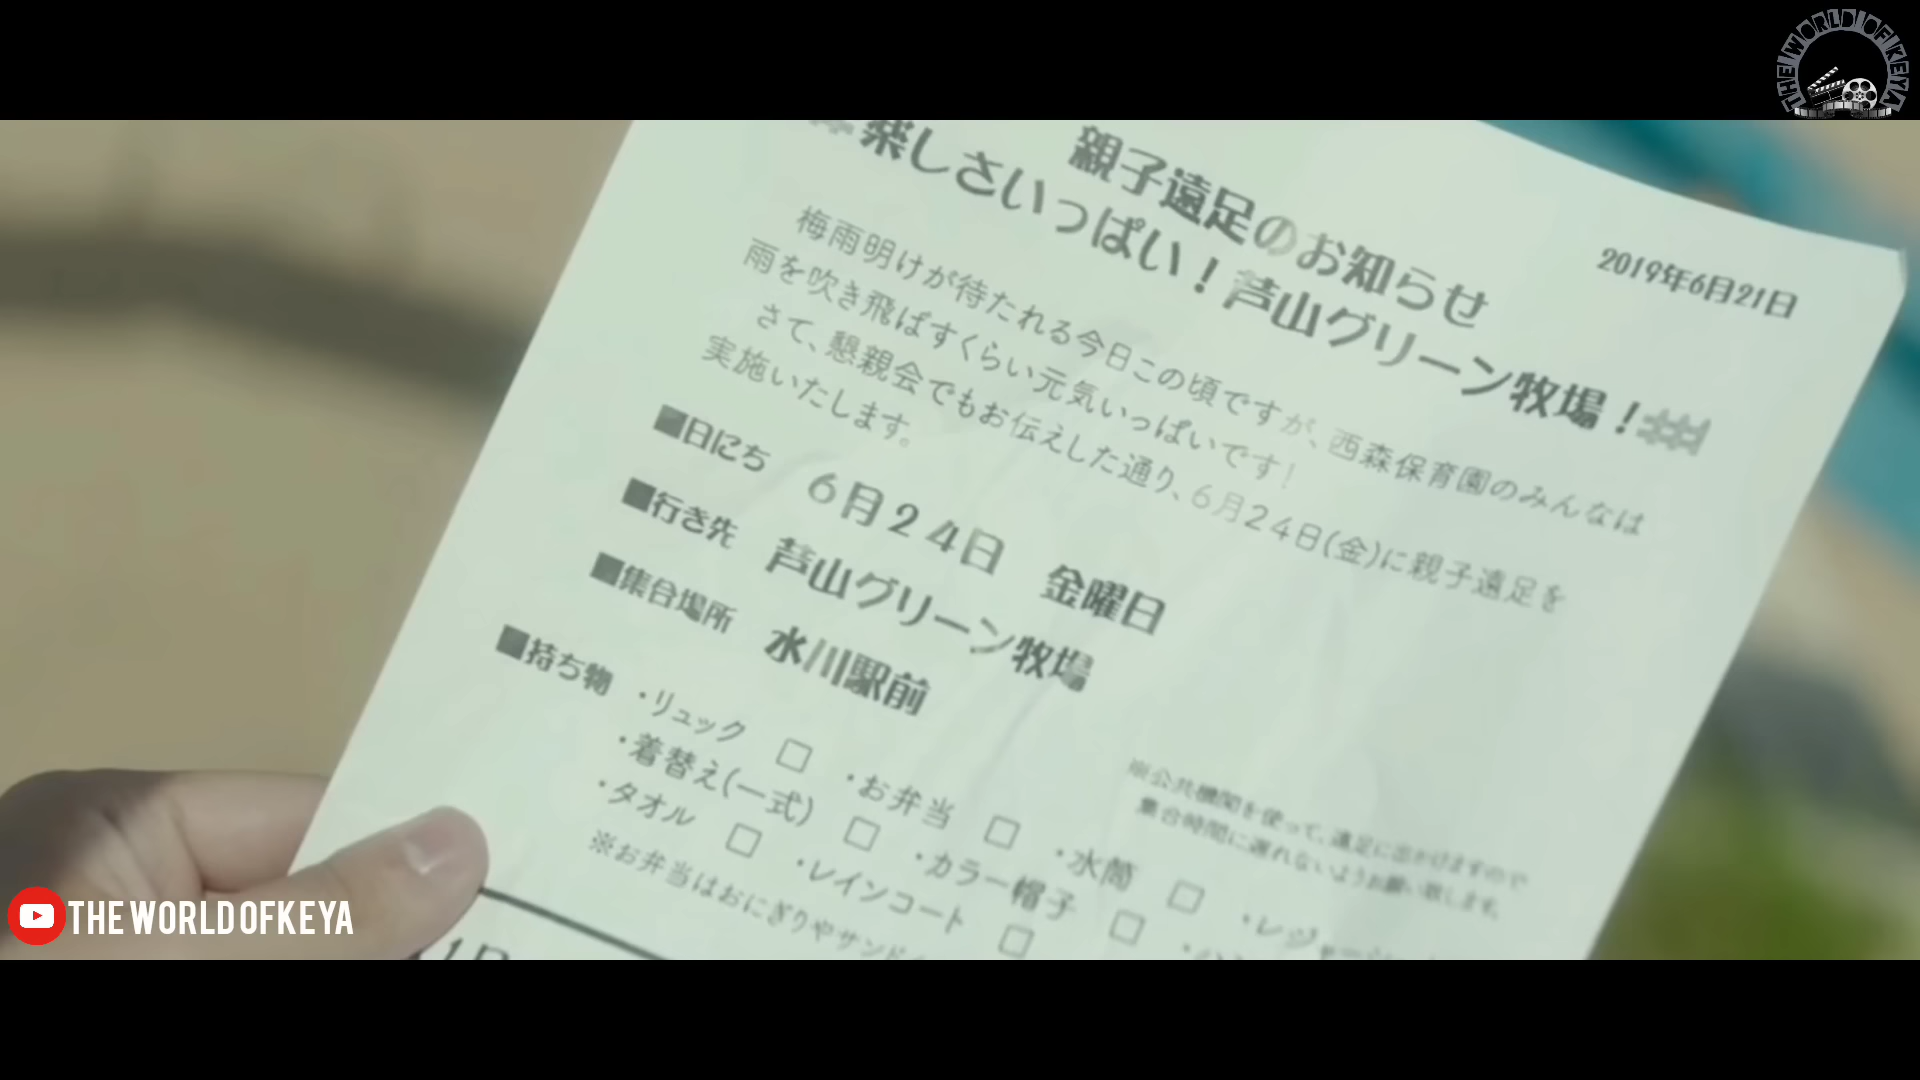 THE WORLD OF KEYA
2019年6月21日
親子遠足のお知らせ
楽しさいっぱい！芦山グリーン牧場！
梅雨明けが待たれる今日この頃ですが、西森保育園のみんなは
雨を吹き飛ばすくらい元気いっぱいです！
さて、懇親会でもお伝えした通り、6月24日(金)に親子遠足を
実施いたします。
■日にち 6月24日 金曜日
■行き先 芦山グリーン牧場
■集合場所 水川駅前
■持ち物 ・リュック □ ・お弁当 □ ・水筒 □ ・レジャーシ
・着替え(一式) □ ・カラー帽子 □
・タオル □ ・レインコート □
※お弁当はおにぎりやサンド
※公共機関を使って、遠足に出かけますので
集合時間に遅れないようお願い致します。
THE WORLD OF KEYA